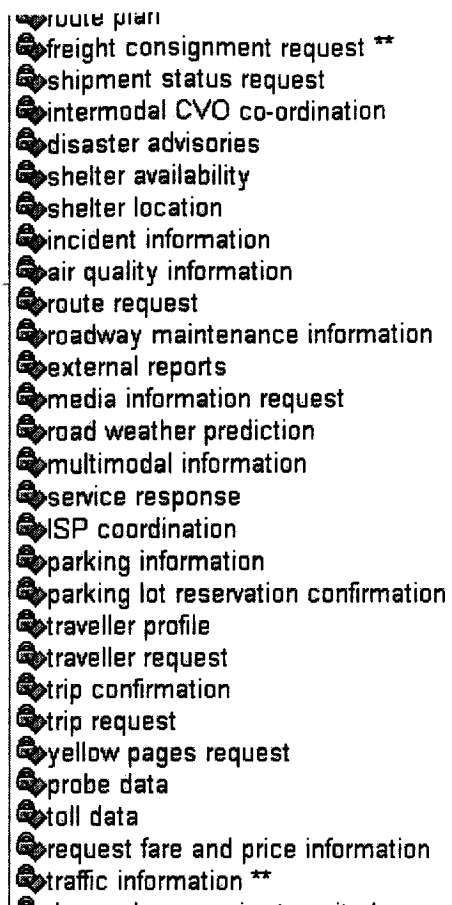 route plan
freight consignment request **
shipment status request
intermodal CVO co-ordination
disaster advisories
shelter availability
shelter location
incident information
air quality information
route request
roadway maintenance information
external reports
media information request
road weather prediction
multimodal information
service response
ISP coordination
parking information
parking lot reservation confirmation
traveller profile
traveller request
trip confirmation
trip request
yellow pages request
probe data
toll data
request fare and price information
traffic information **